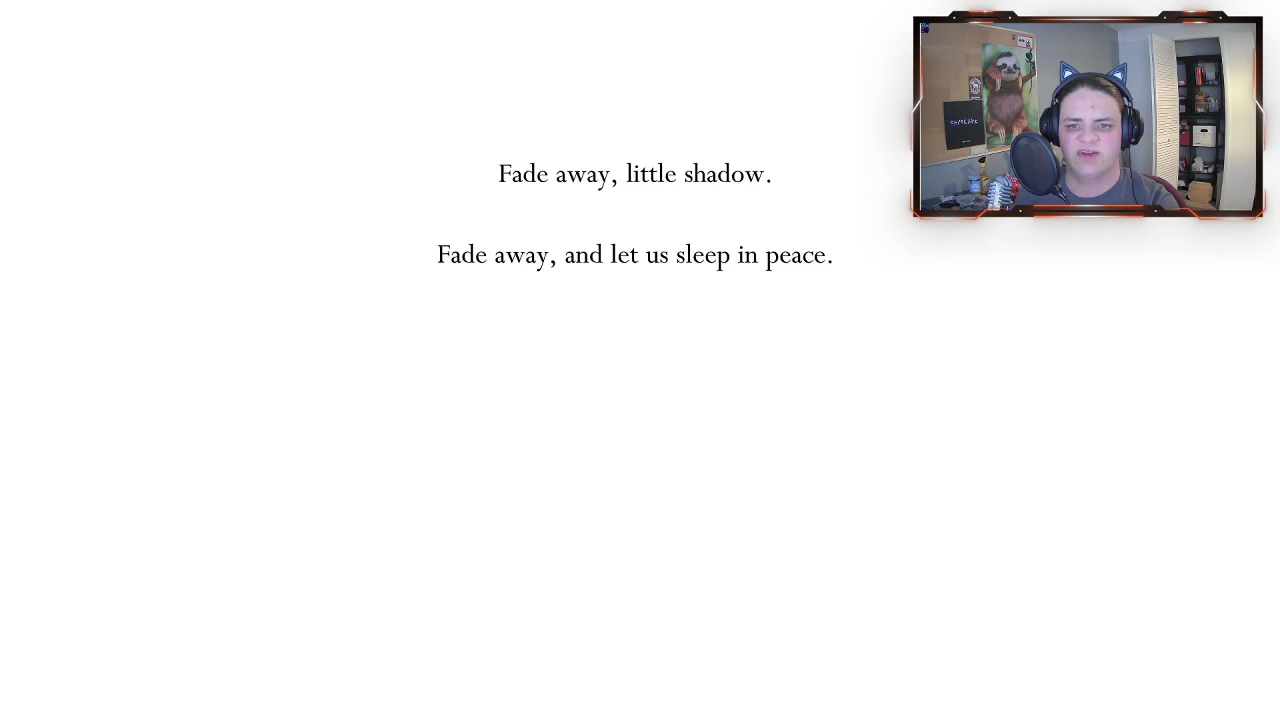 Fade away, little shadow.
Fade away, and let us sleep in peace.